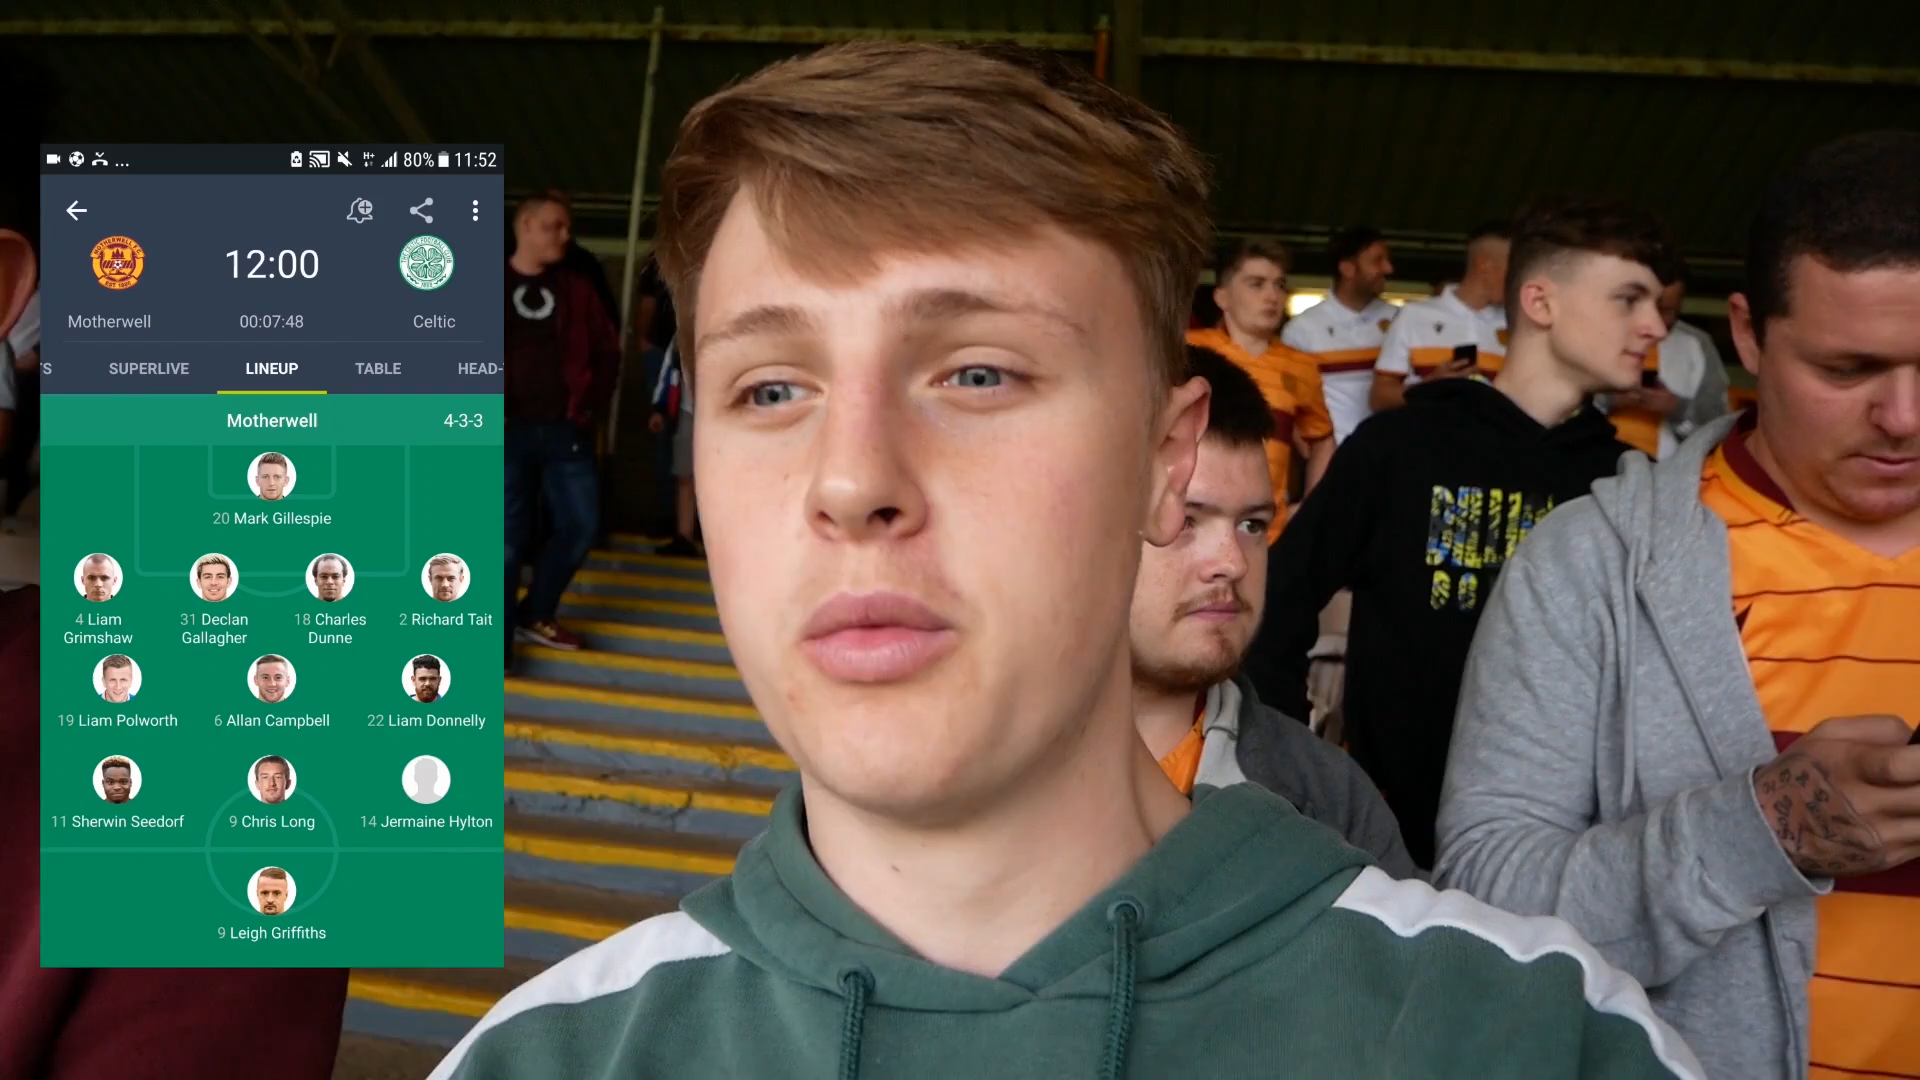 ... 80% 11:52
12:00
Motherwell 00:07:48 Celtic
TS SUPERLIVE LINEUP TABLE HEAD-
Motherwell 4-3-3
20 Mark Gillespie
4 Liam Grimshaw
31 Declan Gallagher
18 Charles Dunne
2 Richard Tait
19 Liam Polworth
6 Allan Campbell
22 Liam Donnelly
11 Sherwin Seedorf
9 Chris Long
14 Jermaine Hylton
9 Leigh Griffiths